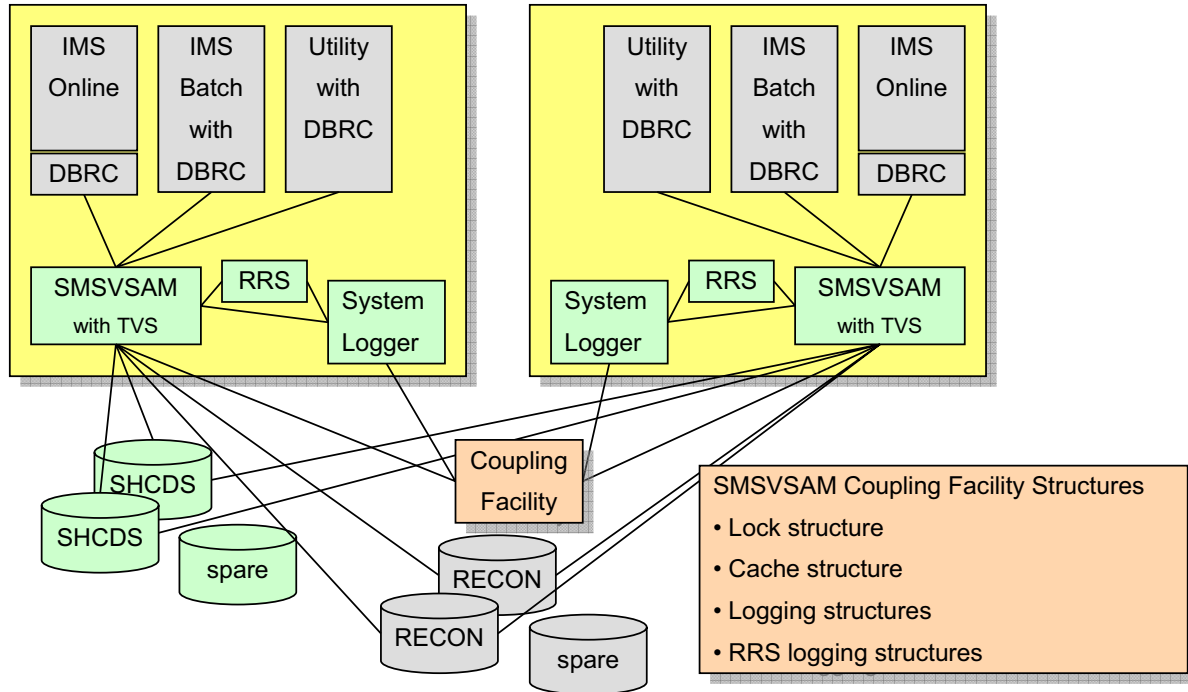 IMS
Online
DBRC
IMS
Batch
with
DBRC
Utility
with
DBRC
Utility
with
DBRC
IMS
Batch
with
DBRC
IMS
Online
DBRC
SMSVSAM
with TVS
RRS
System
Logger
System
Logger
RRS
SMSVSAM
with TVS
SHCDS
SHCDS
spare
Coupling
Facility
RECON
RECON
spare
SMSVSAM Coupling Facility Structures
• Lock structure
• Cache structure
• Logging structures
• RRS logging structures